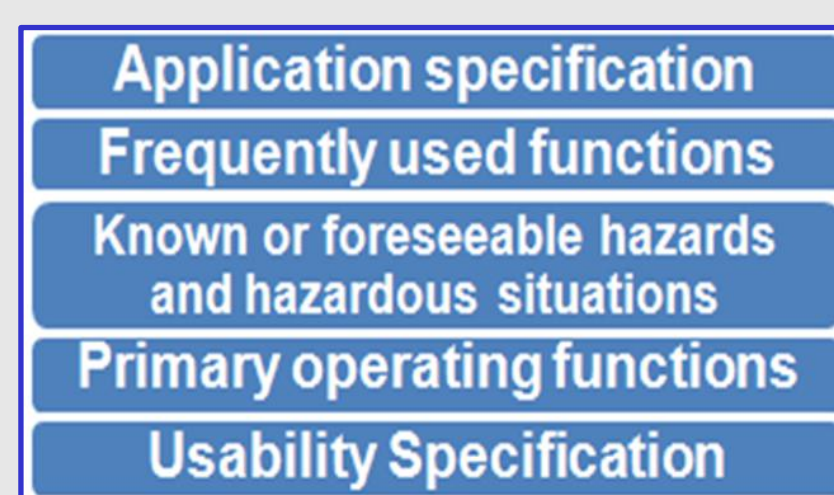 Application specification
Frequently used functions
Known or foreseeable hazards
and hazardous situations
Primary operating functions
Usability Specification